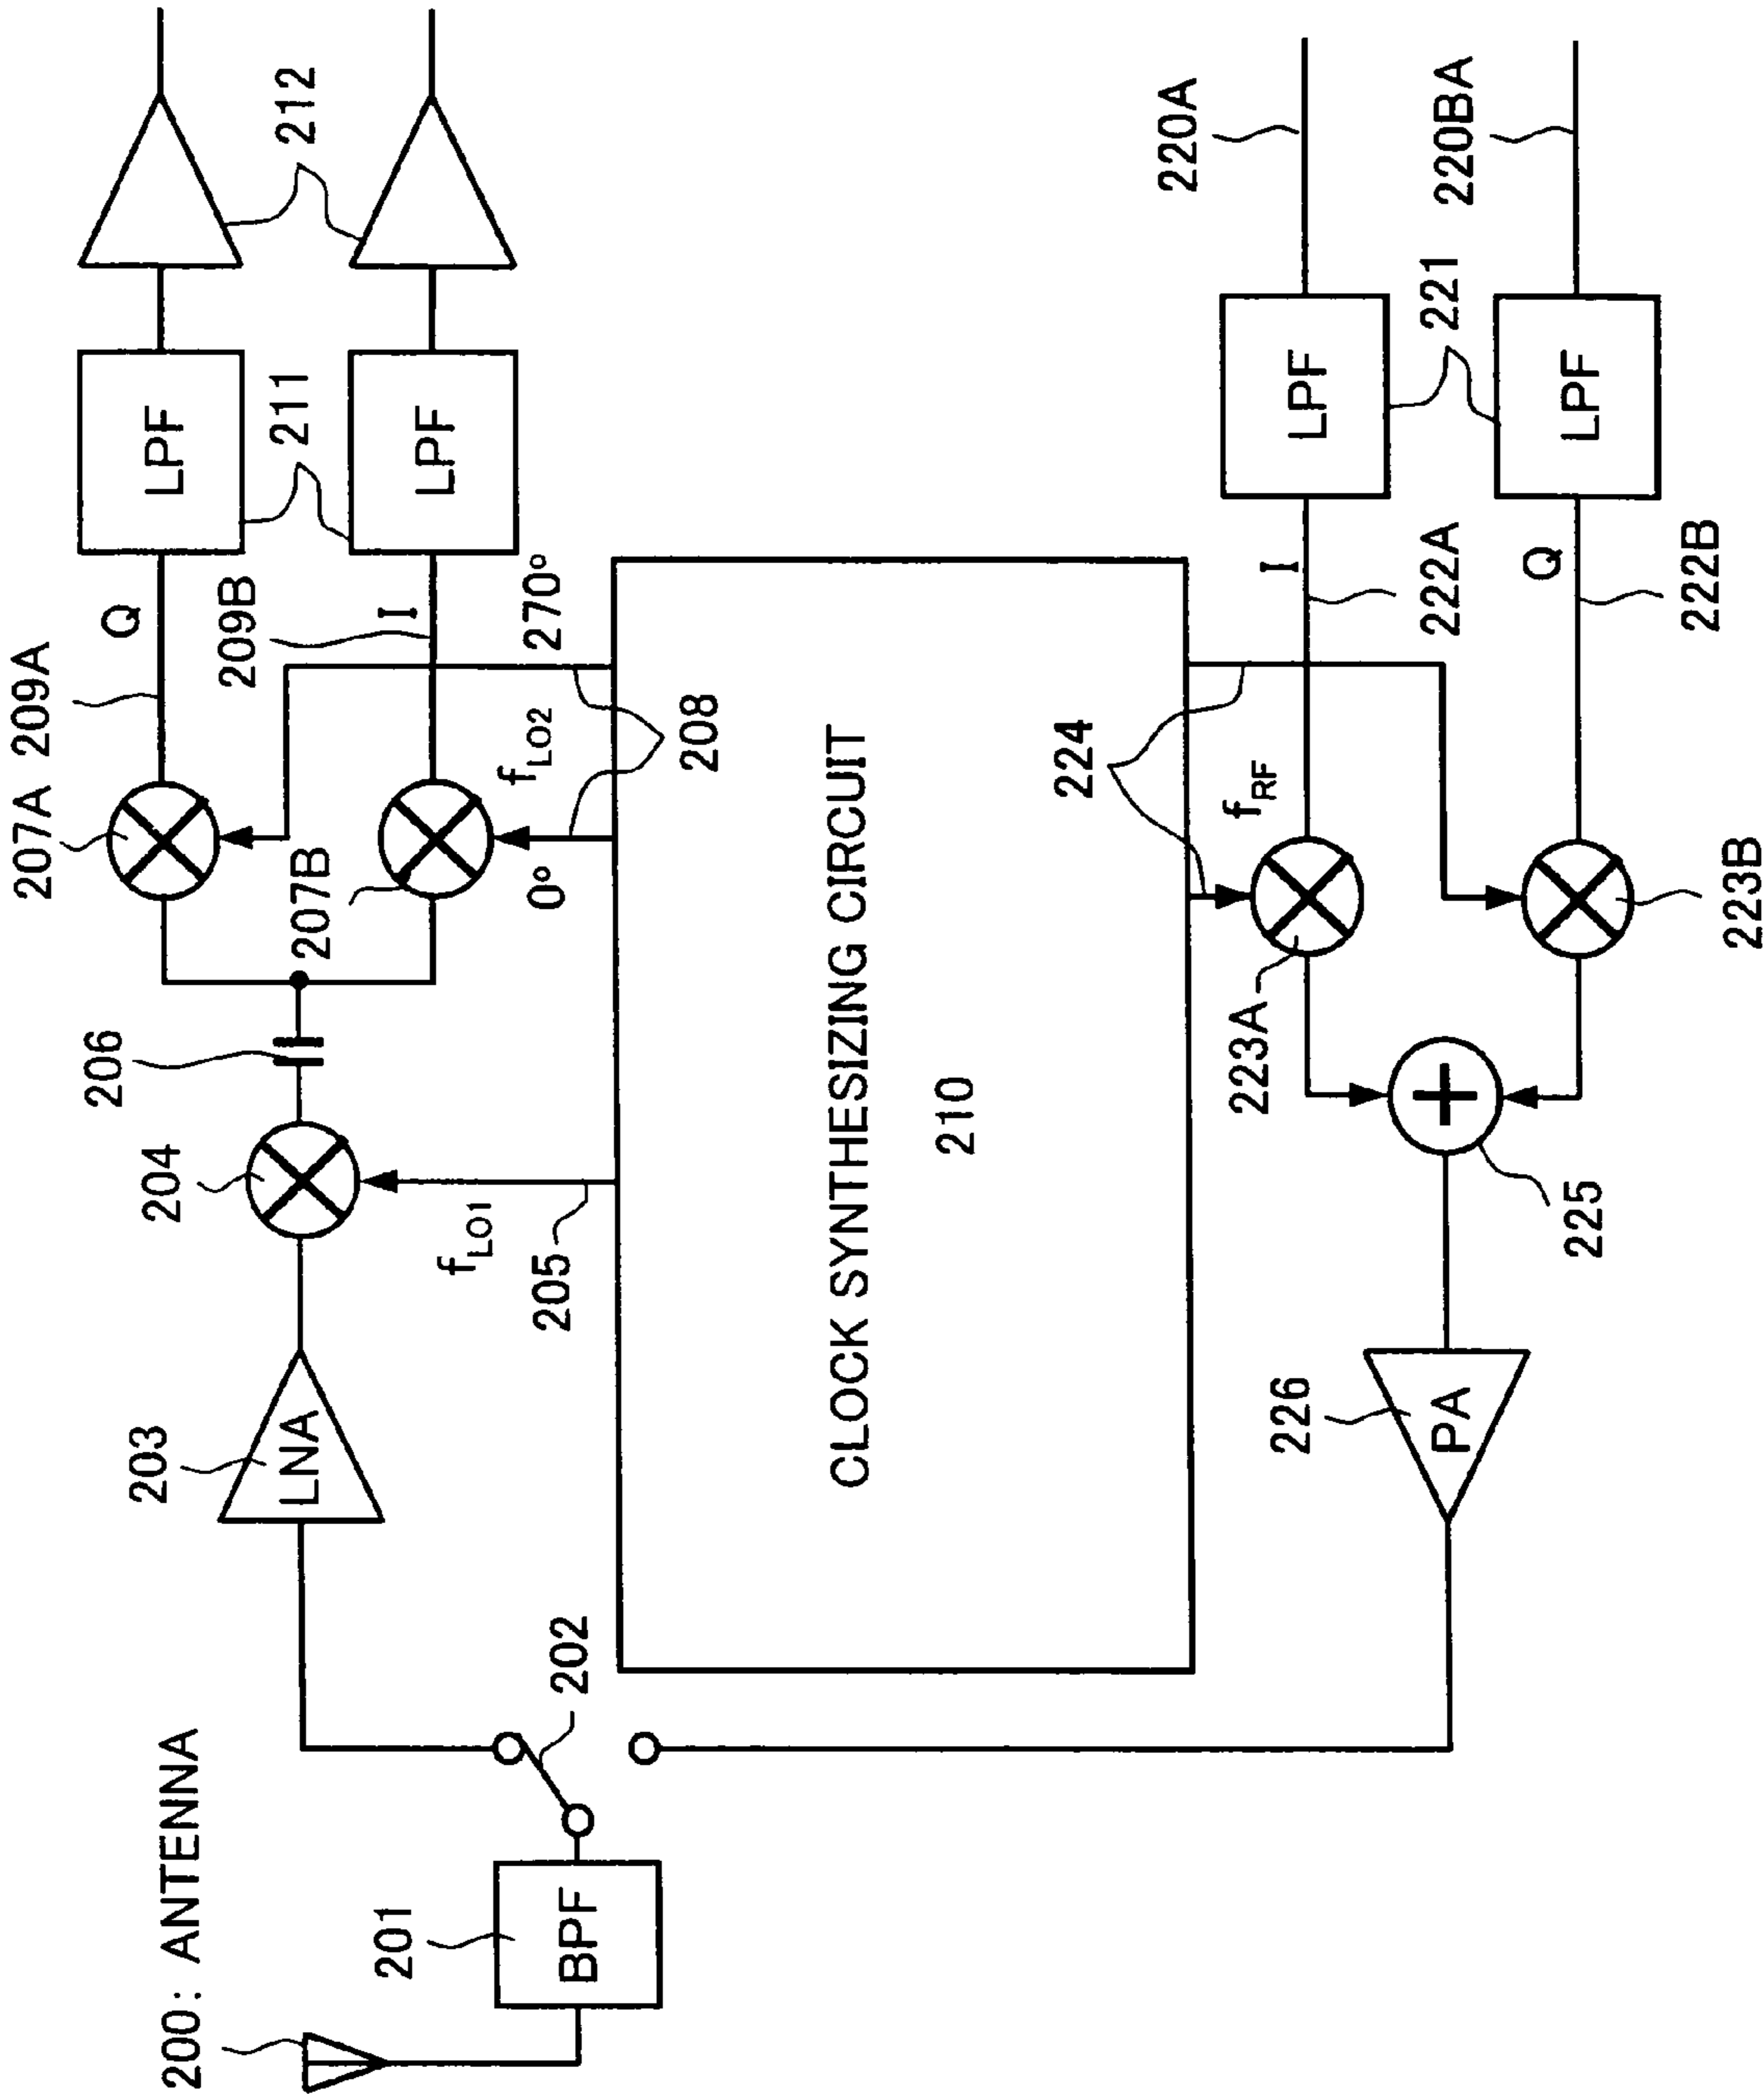 200: ANTENNA
201
BPF
202
203
LNA
204
f LO1
205
206
207A
207B
209A
Q
209B
I
0°
f LO2
270°
208
211
LPF
LPF
212
CLOCK SYNTHESIZING CIRCUIT
210
224
f RF
223A
223B
I
222A
Q
222B
LPF
LPF
221
220A
220BA
225
226
PA